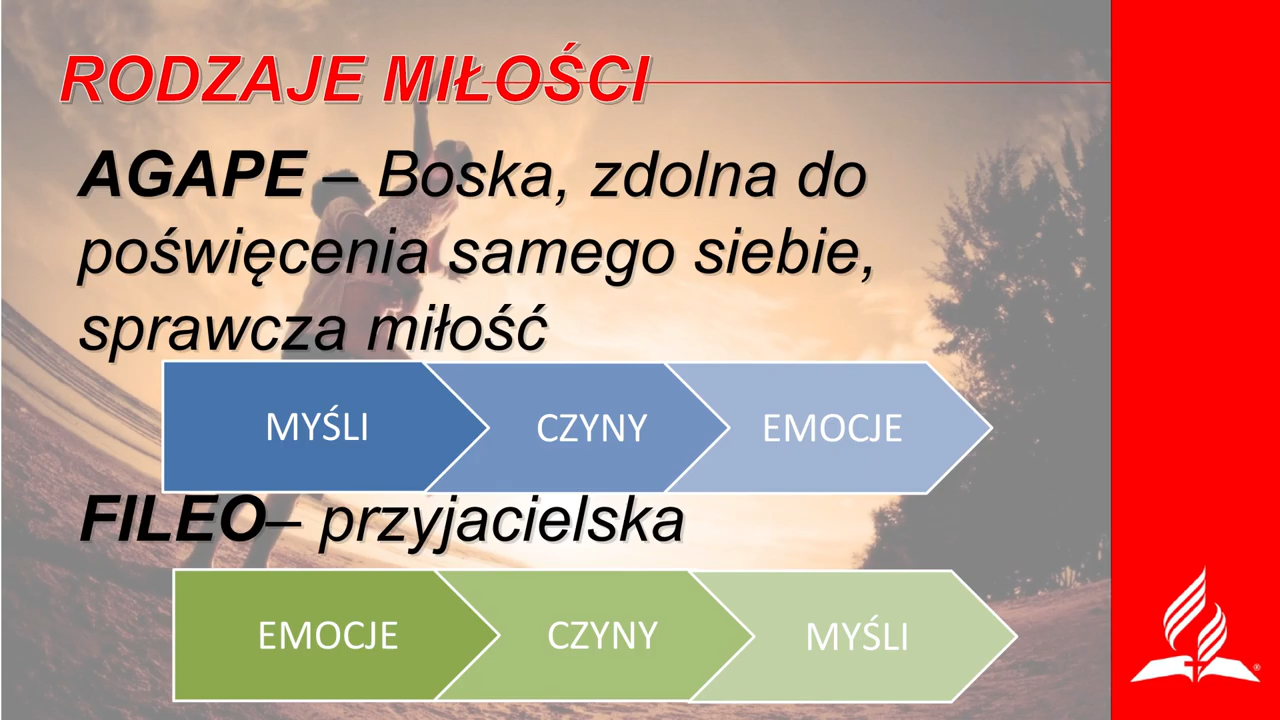 RODZAJE MIŁOŚCI
AGAPE – Boska, zdolna do
poświęcenia samego siebie,
sprawcza miłość
MYŚLI CZYNY EMOCJE
FILEO– przyjacielska
EMOCJE CZYNY MYŚLI
®